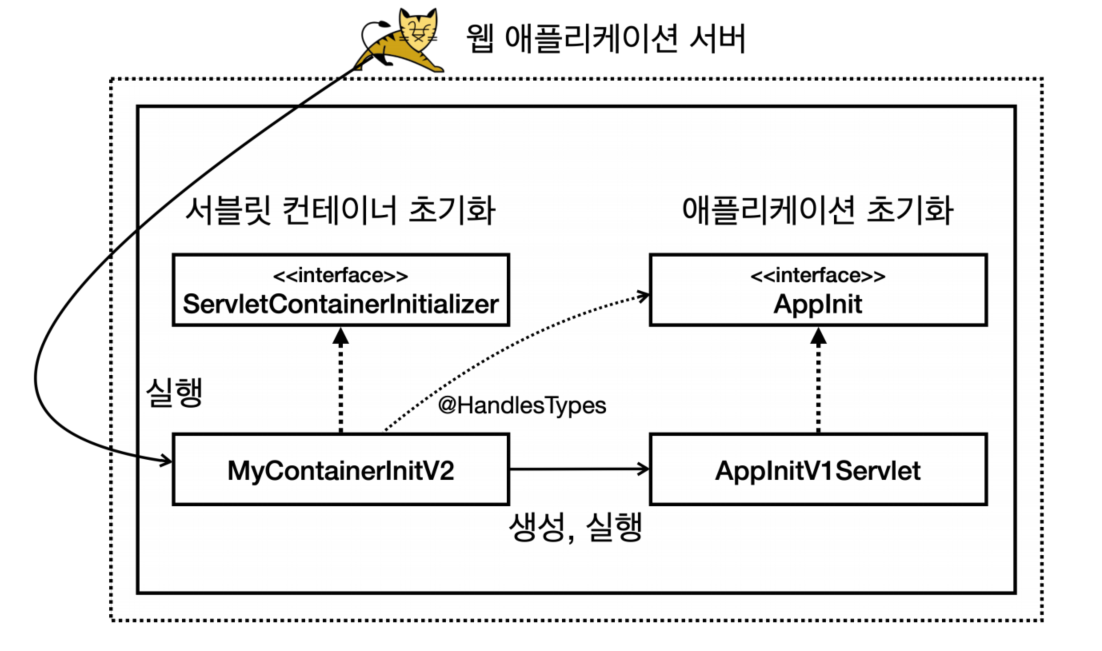 웹 애플리케이션 서버
서블릿 컨테이너 초기화
애플리케이션 초기화
<<interface>>
ServletContainerInitializer
<<interface>>
AppInit
실행
@HandlesTypes
MyContainerInitV2
AppInitV1Servlet
생성, 실행